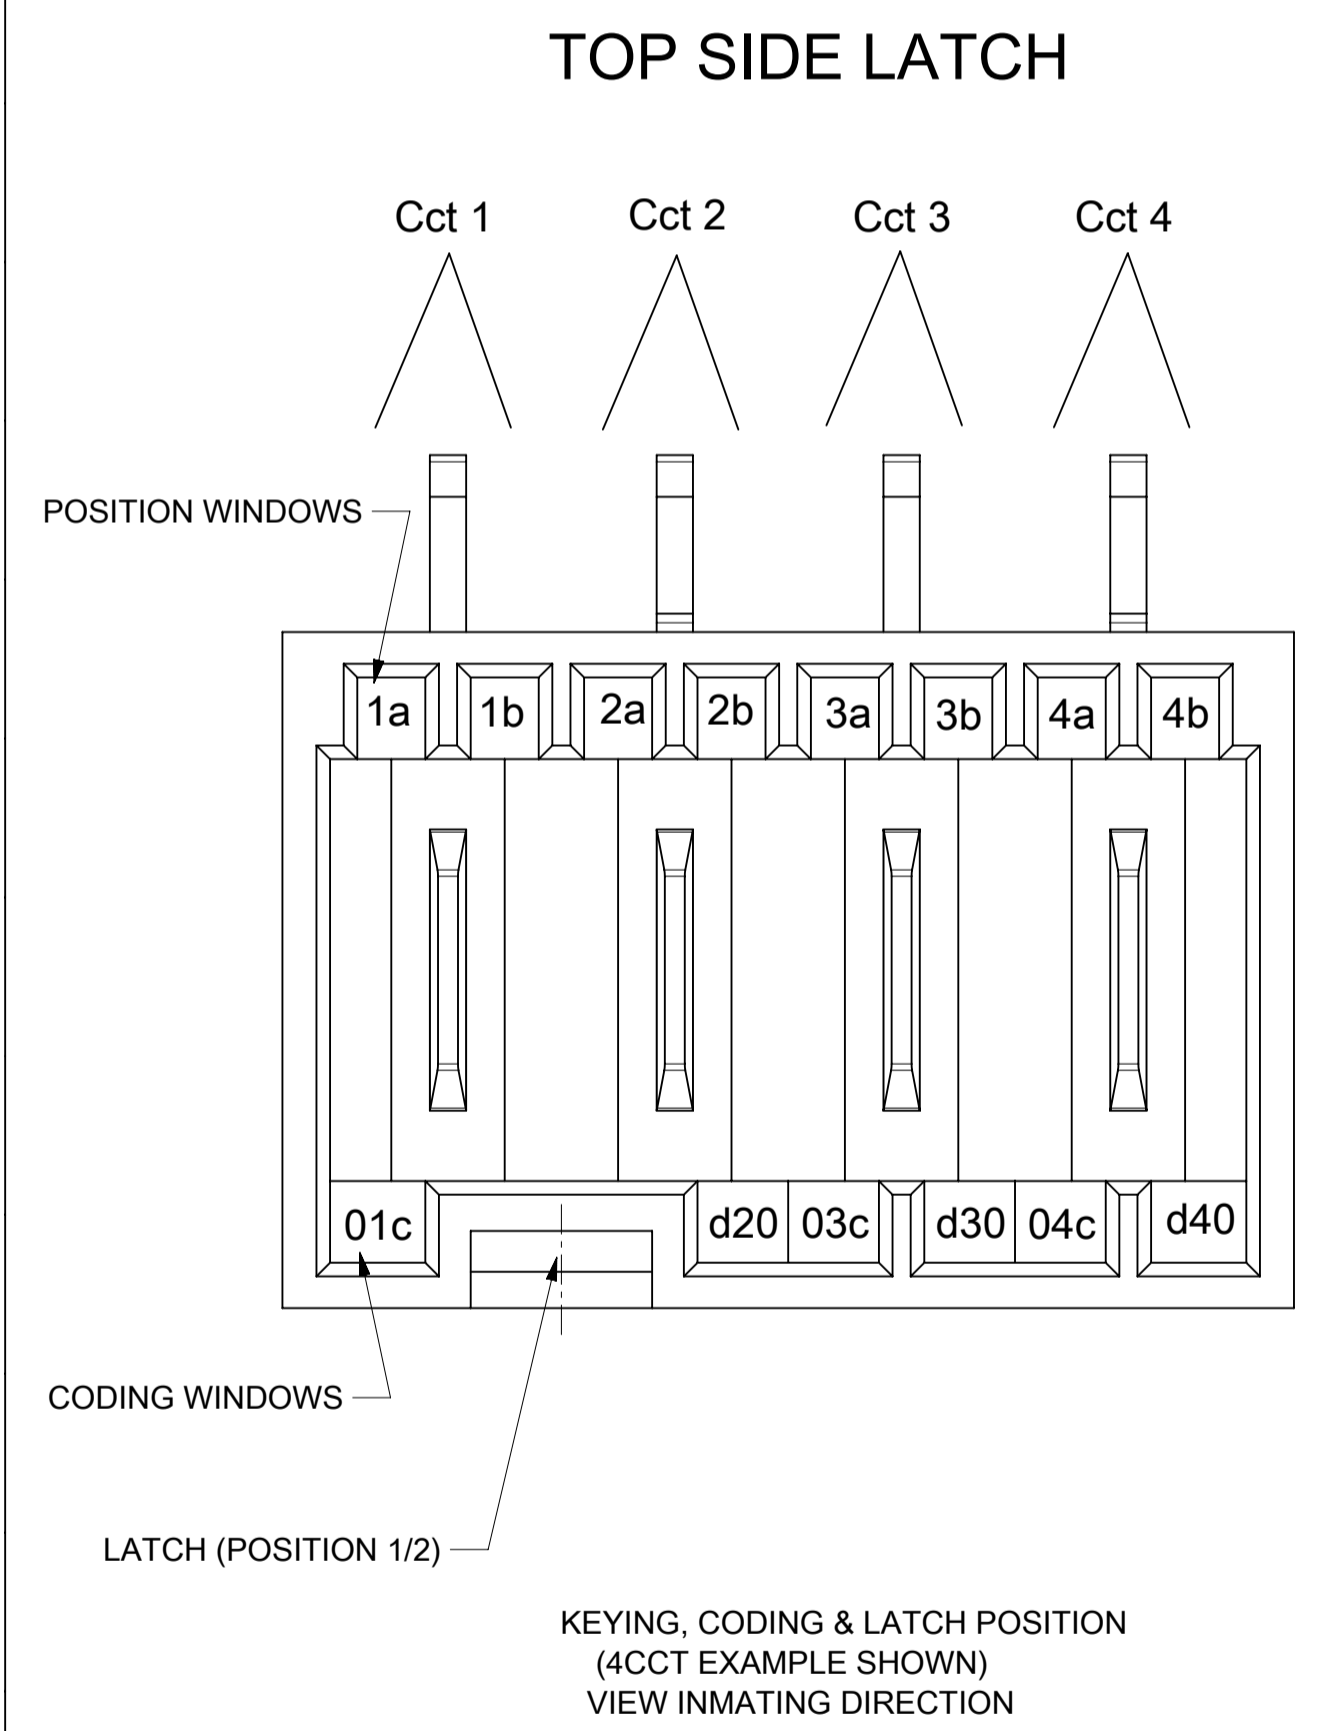 TOP SIDE LATCH
Cct 1 Cct 2 Cct 3 Cct 4
POSITION WINDOWS
1a 1b 2a 2b 3a 3b 4a 4b
01c d20 03c d30 04c d40
CODING WINDOWS
LATCH (POSITION 1/2)
KEYING, CODING & LATCH POSITION
(4CCT EXAMPLE SHOWN)
VIEW INMATING DIRECTION